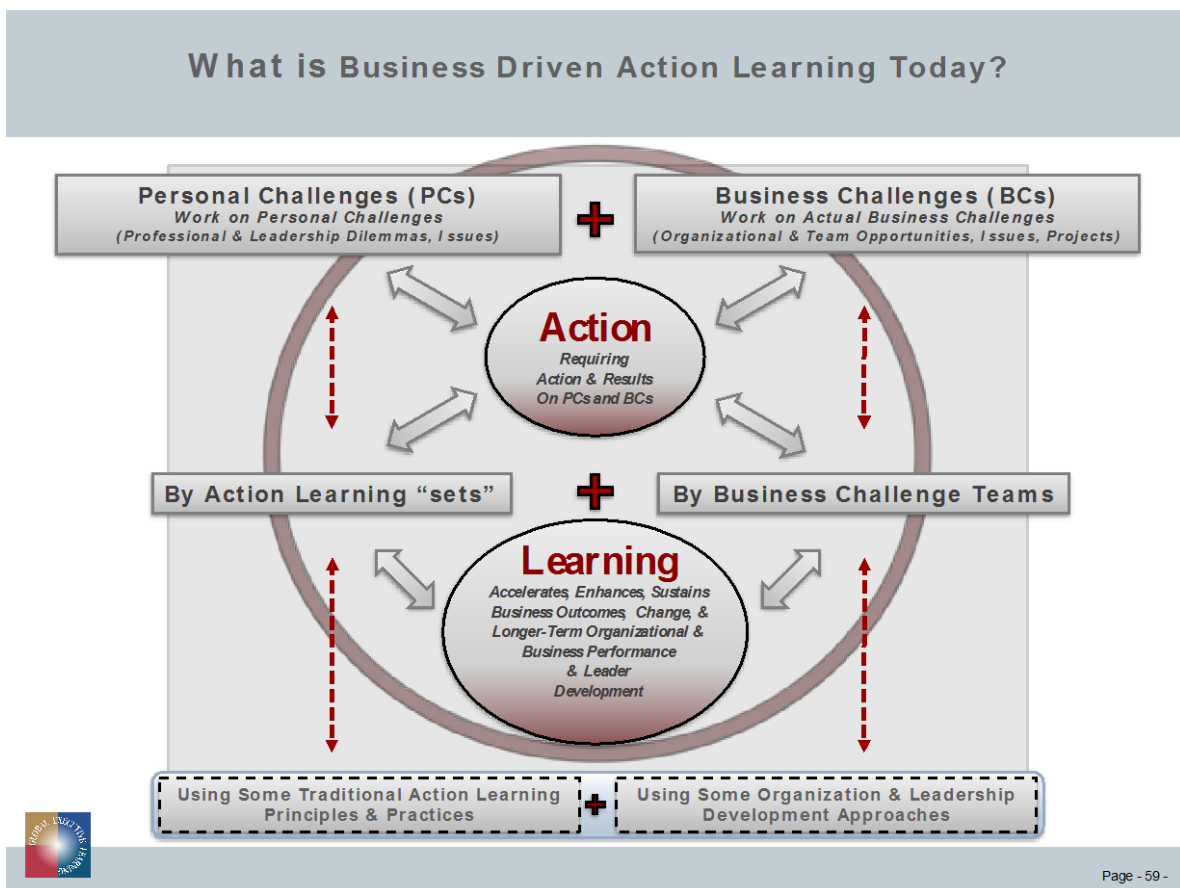 What is Business Driven Action Learning Today?
Personal Challenges (PCs)
Work on Personal Challenges
(Professional & Leadership Dilemmas, Issues)
Business Challenges (BCs)
Work on Actual Business Challenges
(Organizational & Team Opportunities, Issues, Projects)
Action
Requiring
Action & Results
On PCs and BCs
By Action Learning “sets”
By Business Challenge Teams
Learning
Accelerates, Enhances, Sustains
Business Outcomes, Change, &
Longer-Term Organizational &
Business Performance
& Leader
Development
Using Some Traditional Action Learning
Principles & Practices
Using Some Organization & Leadership
Development Approaches
GLOBAL EXECUTIVE LEARNING
Page - 59 -